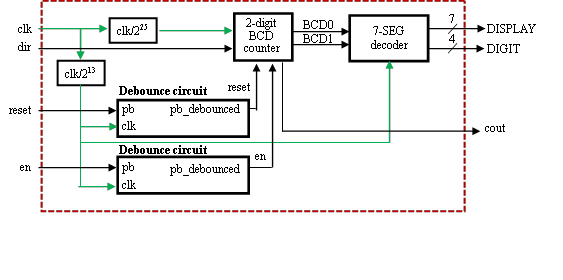 clk
clk/2^25
2-digit
BCD
counter
BCD0
BCD1
7-SEG
decoder
7
DISPLAY
4
DIGIT
dir
clk/2^13
reset
Debounce circuit
reset
pb
pb_debounced
clk
cout
Debounce circuit
en
en
pb
pb_debounced
clk